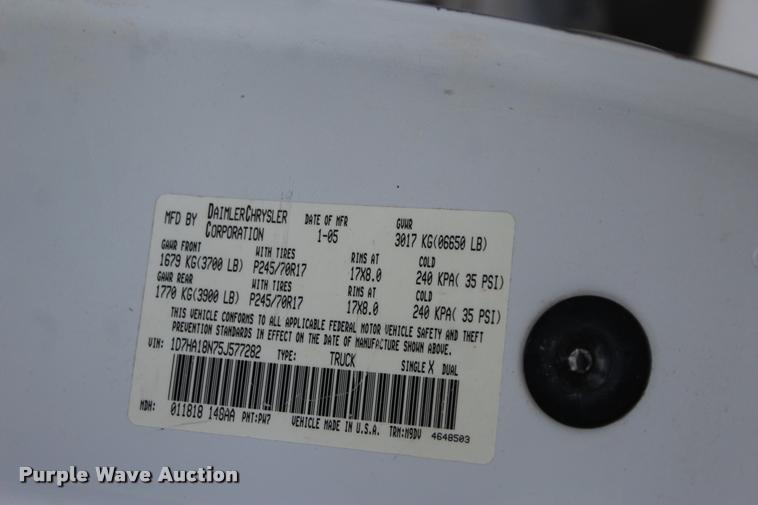 MFD BY DAIMLERCHRYSLER CORPORATION DATE OF MFR 1-05 GVWR 3017 KG(06650 LB)
GAWR FRONT WITH TIRES RIMS AT COLD
1679 KG(3700 LB) P245/70R17 17X8.0 240 KPA( 35 PSI)
GAWR REAR WITH TIRES RIMS AT COLD
1770 KG(3900 LB) P245/70R17 17X8.0 240 KPA( 35 PSI)
THIS VEHICLE CONFORMS TO ALL APPLICABLE FEDERAL MOTOR VEHICLE SAFETY AND THEFT
PREVENTION STANDARDS IN EFFECT ON THE DATE OF MANUFACTURE SHOWN ABOVE.
VIN: 1D7HA18N75J577282 TYPE: TRUCK SINGLE X DUAL
MDH: 011818 148AA PNT:PW7 VEHICLE MADE IN U.S.A. TRM:M9DV 4648503
Purple Wave Auction